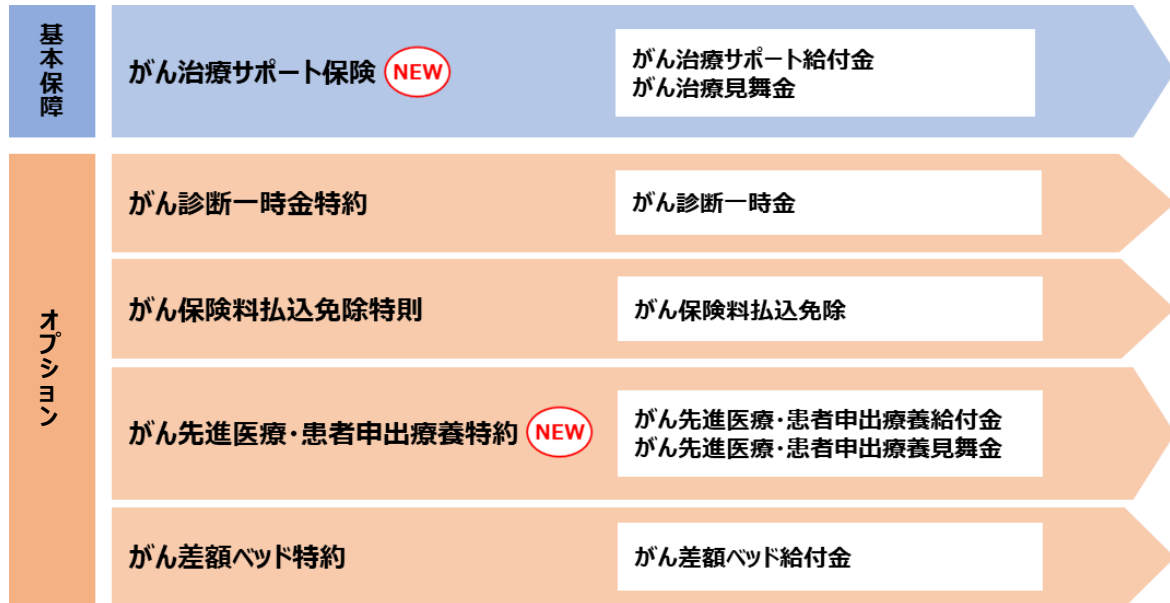 基本保障
がん治療サポート保険 NEW
がん治療サポート給付金
がん治療見舞金
オプション
がん診断一時金特約
がん診断一時金
がん保険料払込免除特則
がん保険料払込免除
がん先進医療・患者申出療養特約 NEW
がん先進医療・患者申出療養給付金
がん先進医療・患者申出療養見舞金
がん差額ベッド特約
がん差額ベッド給付金